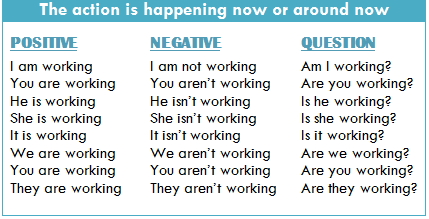 The action is happening now or around now
POSITIVE NEGATIVE QUESTION
I am working I am not working Am I working?
You are working You aren't working Are you working?
He is working He isn't working Is he working?
She is working She isn't working Is she working?
It is working It isn't working Is it working?
We are working We aren't working Are we working?
You are working You aren't working Are you working?
They are working They aren't working Are they working?